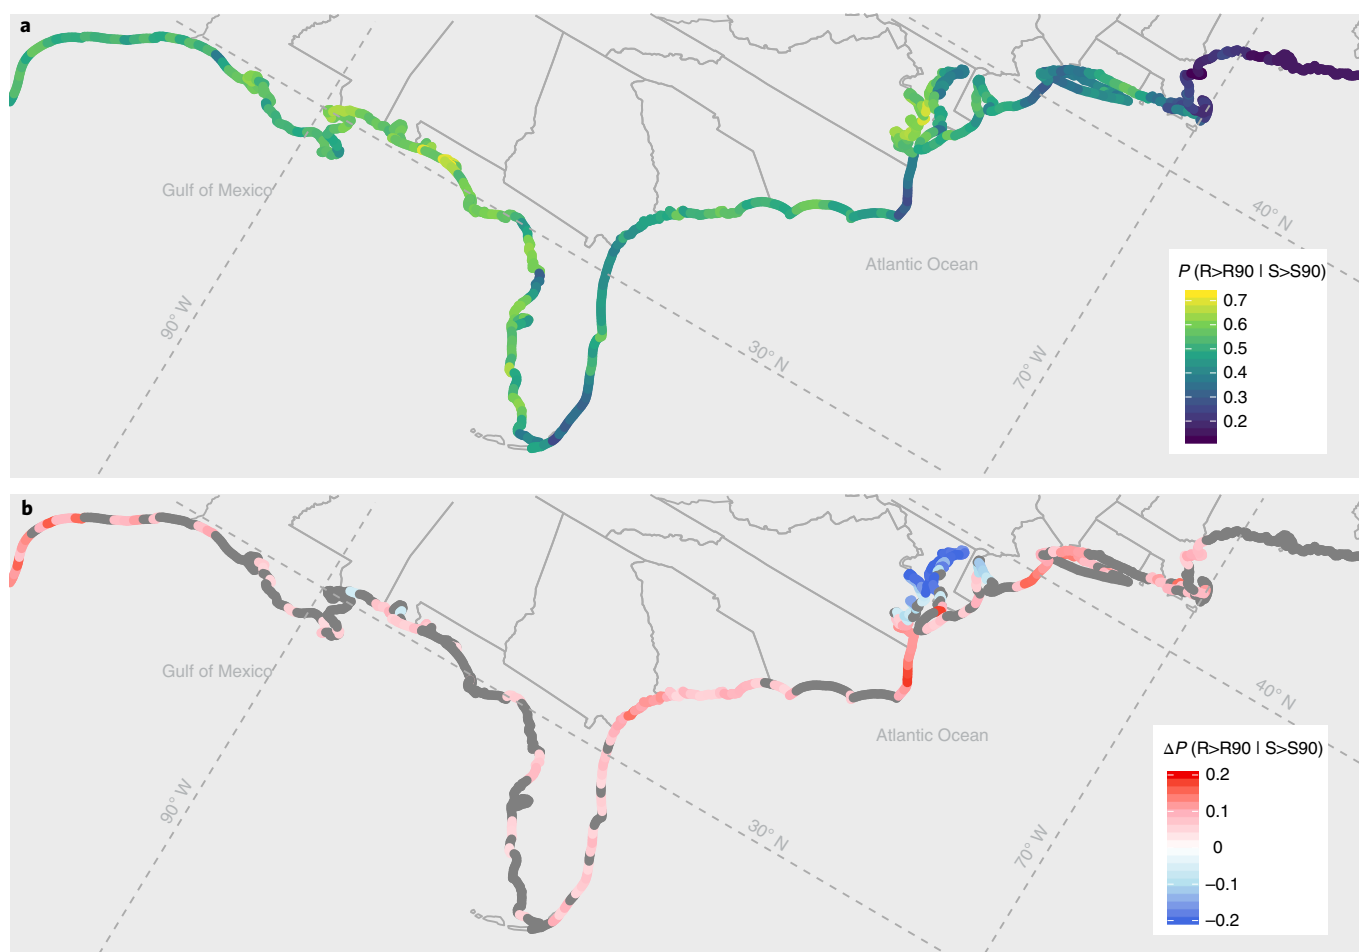 a
Gulf of Mexico
90° W
Atlantic Ocean
40° N
30° N
70° W
P (R>R90 | S>S90)
0.7
0.6
0.5
0.4
0.3
0.2
b
Gulf of Mexico
90° W
Atlantic Ocean
40° N
30° N
70° W
ΔP (R>R90 | S>S90)
0.2
0.1
0
−0.1
−0.2